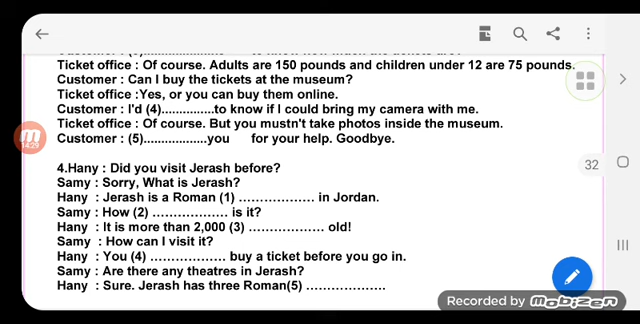 Ticket office : Of course. Adults are 150 pounds and children under 12 are 75 pounds.
Customer : Can I buy the tickets at the museum?
Ticket office :Yes, or you can buy them online.
Customer : I'd (4)...............to know if I could bring my camera with me.
Ticket office : Of course. But you mustn't take photos inside the museum.
Customer : (5)..................you for your help. Goodbye.
4.Hany : Did you visit Jerash before?
Samy : Sorry, What is Jerash?
Hany : Jerash is a Roman (1) .................. in Jordan.
Samy : How (2) .................. is it?
Hany : It is more than 2,000 (3) .................. old!
Samy : How can I visit it?
Hany : You (4) .................. buy a ticket before you go in.
Samy : Are there any theatres in Jerash?
Hany : Sure. Jerash has three Roman(5) ..................
32
14:29
Recorded by Mobizen